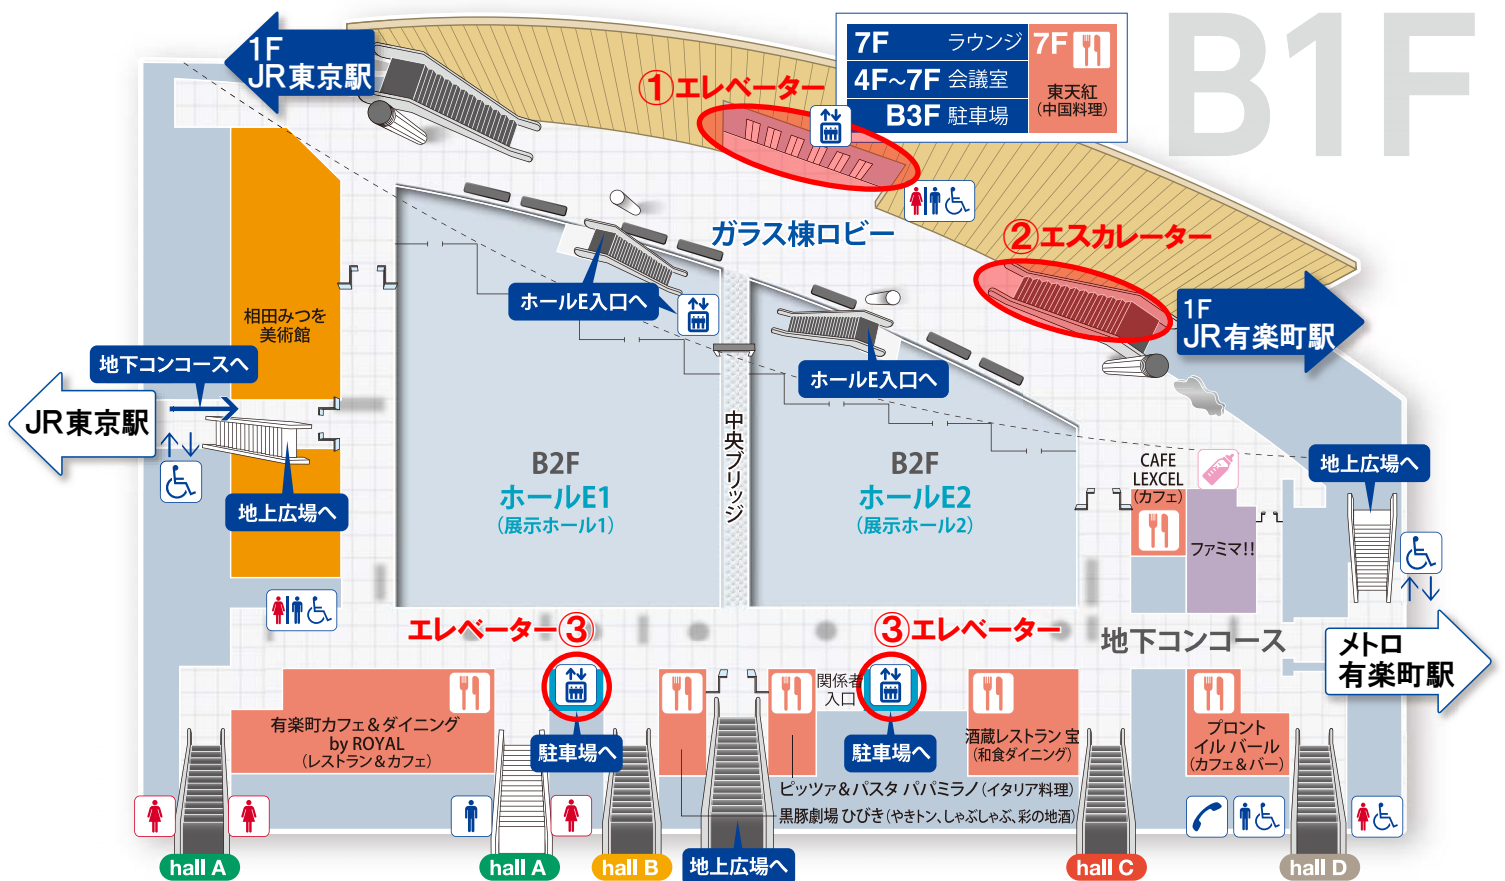 B1F
1F
JR東京駅
①エレベーター
7F ラウンジ
4F~7F 会議室
B3F 駐車場
7F
東天紅
(中国料理)
ガラス棟ロビー
②エスカレーター
1F
JR有楽町駅
ホールE入口へ
ホールE入口へ
相田みつを
美術館
地下コンコースへ
JR東京駅
地上広場へ
B2F
ホールE1
(展示ホール1)
中央ブリッジ
B2F
ホールE2
(展示ホール2)
CAFE
LEXCEL
(カフェ)
ファミマ!!
地上広場へ
エレベーター③
③エレベーター
地下コンコース
メトロ
有楽町駅
有楽町カフェ&ダイニング
by ROYAL
(レストラン&カフェ)
駐車場へ
関係者
入口
駐車場へ
酒蔵レストラン 宝
(和食ダイニング)
プロント
イル バール
(カフェ&バー)
ピッツァ&パスタ パパミラノ(イタリア料理)
黒豚劇場 ひびき(やきトン、しゃぶしゃぶ、彩の地酒)
hall A
hall A
hall B
地上広場へ
hall C
hall D